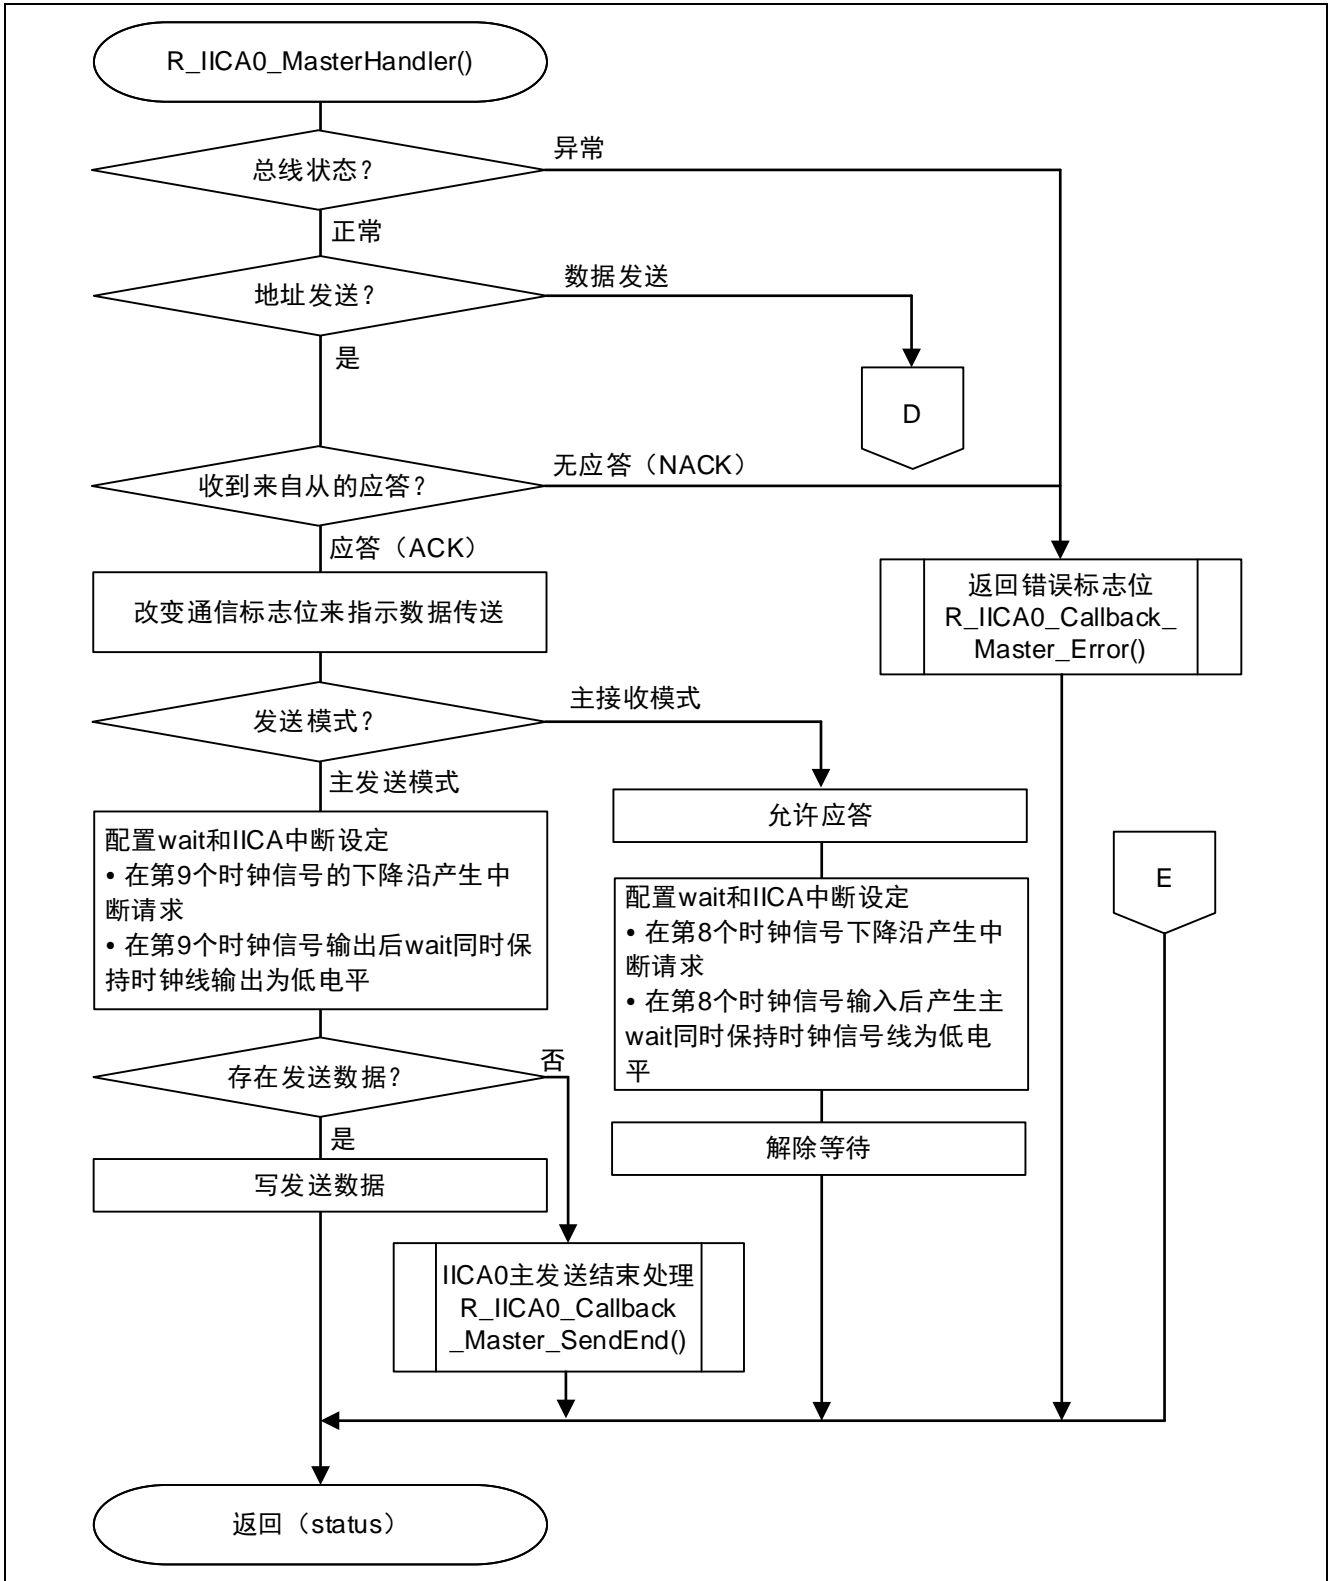 R_IICA0_MasterHandler()
总线状态？
异常
正常
地址发送？
数据发送
是
D
收到来自从的应答？
无应答（NACK）
应答（ACK）
改变通信标志位来指示数据传送
返回错误标志位
R_IICA0_Callback_
Master_Error()
发送模式？
主接收模式
主发送模式
配置wait和IICA中断设定
• 在第9个时钟信号的下降沿产生中
断请求
• 在第9个时钟信号输出后wait同时保
持时钟线输出为低电平
允许应答
配置wait和IICA中断设定
• 在第8个时钟信号下降沿产生中
断请求
• 在第8个时钟信号输入后产生主
wait同时保持时钟信号线为低电
平
E
存在发送数据？
否
是
写发送数据
解除等待
IICA0主发送结束处理
R_IICA0_Callback
_Master_SendEnd()
返回（status）